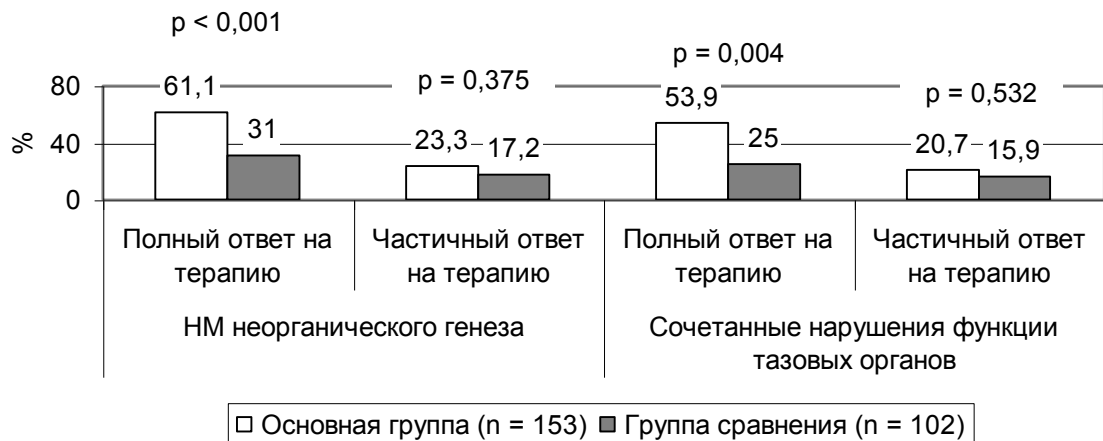 p < 0,001
p = 0,375
p = 0,004
p = 0,532
%
80
40
0
61,1
31
23,3
17,2
53,9
25
20,7
15,9
Полный ответ на
терапию
Частичный ответ
на терапию
Полный ответ на
терапию
Частичный ответ
на терапию
НМ неорганического генеза
Сочетанные нарушения функции
тазовых органов
Основная группа (n = 153) Группа сравнения (n = 102)